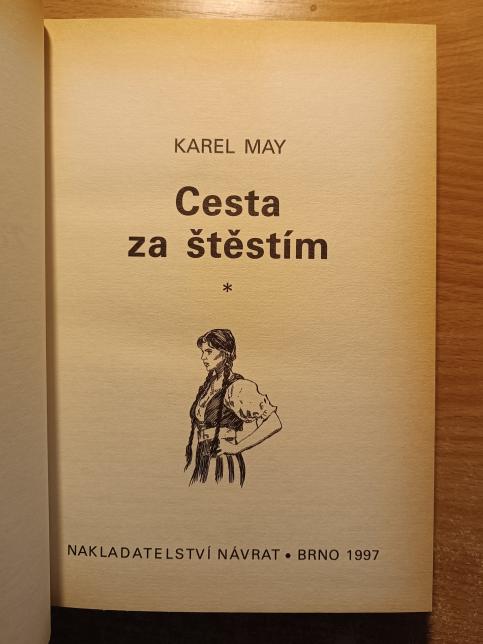 KAREL MAY
Cesta
za štěstím
*
NAKLADATELSTVÍ NÁVRAT • BRNO 1997